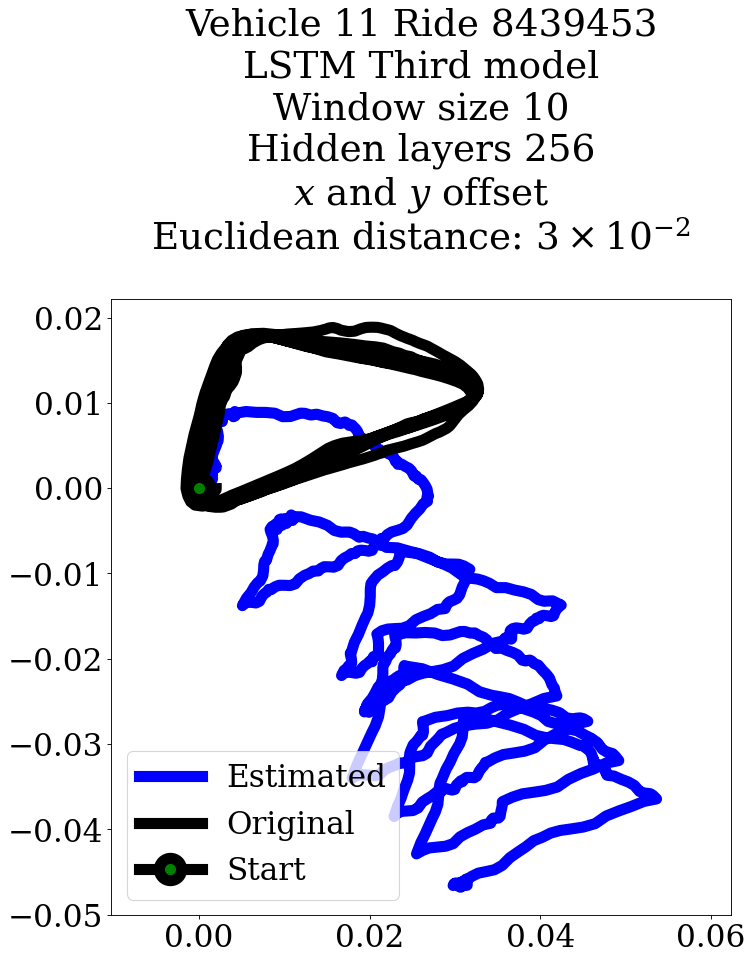 Vehicle 11 Ride 8439453
LSTM Third model
Window size 10
Hidden layers 256
x and y offset
Euclidean distance: 3 × 10⁻²
0.02
0.01
0.00
−0.01
−0.02
−0.03
−0.04
−0.05
Estimated
Original
Start
0.00 0.02 0.04 0.06